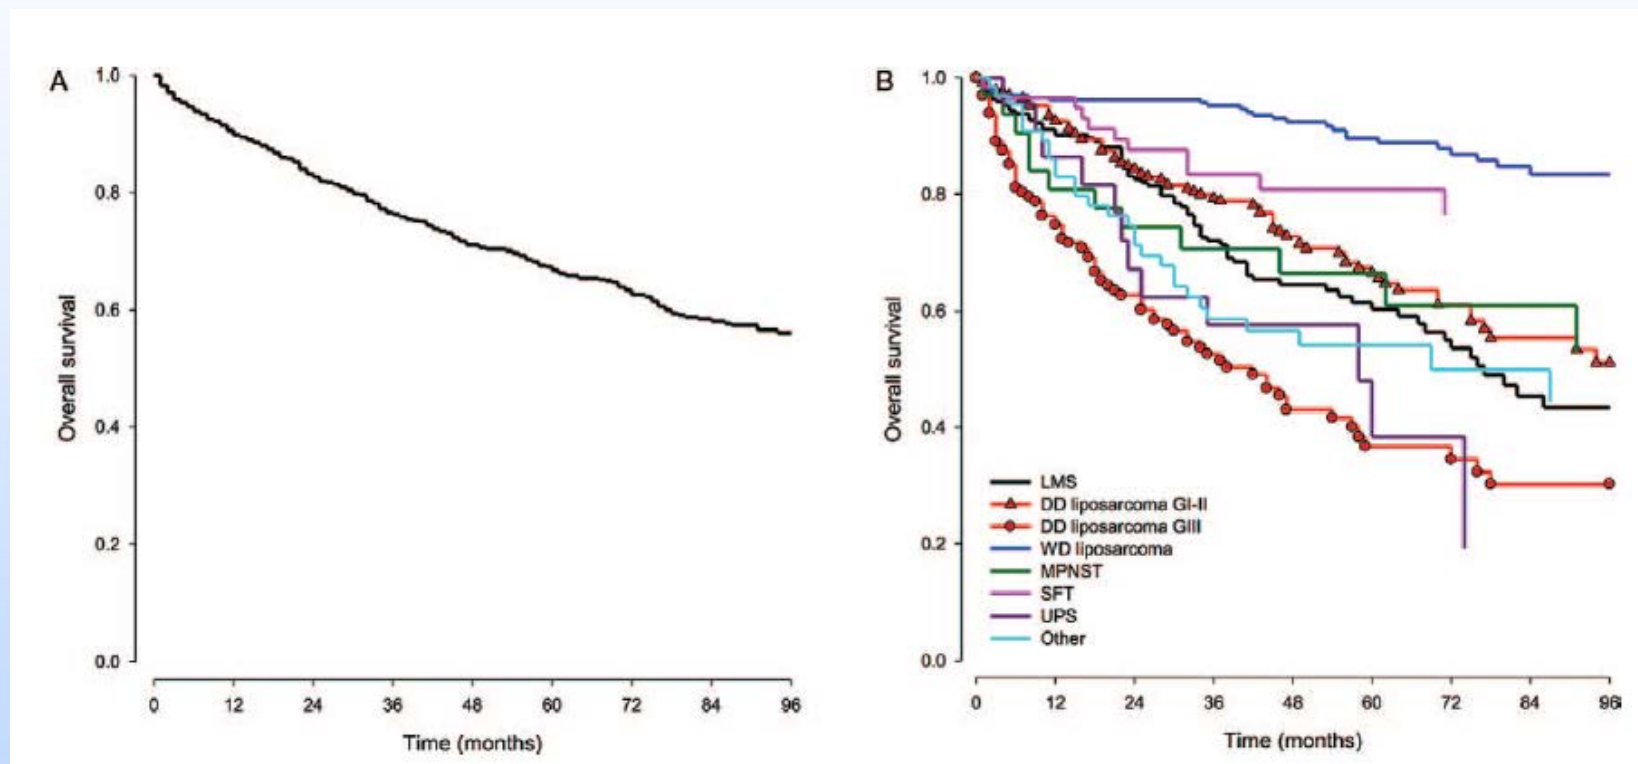 A
1.0
0.8
0.6
0.4
0.2
0.0
Overall survival
0 12 24 36 48 60 72 84 96
Time (months)
B
1.0
0.8
0.6
0.4
0.2
0.0
Overall survival
LMS
DD liposarcoma GI-II
DD liposarcoma GIII
WD liposarcoma
MPNST
SFT
UPS
Other
0 12 24 36 48 60 72 84 96
Time (months)